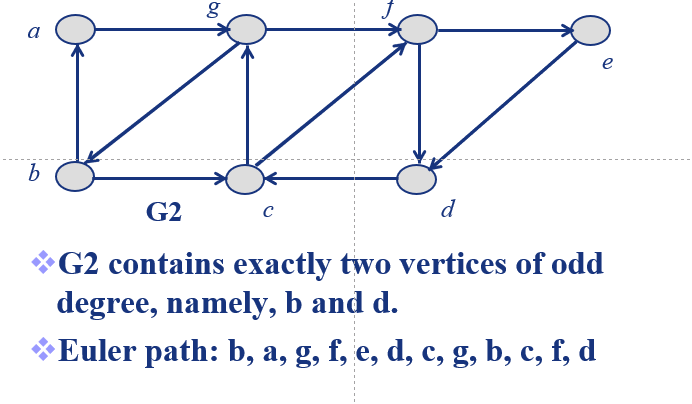 g f
a
e
b
G2 c d
❖G2 contains exactly two vertices of odd
degree, namely, b and d.
❖Euler path: b, a, g, f, e, d, c, g, b, c, f, d